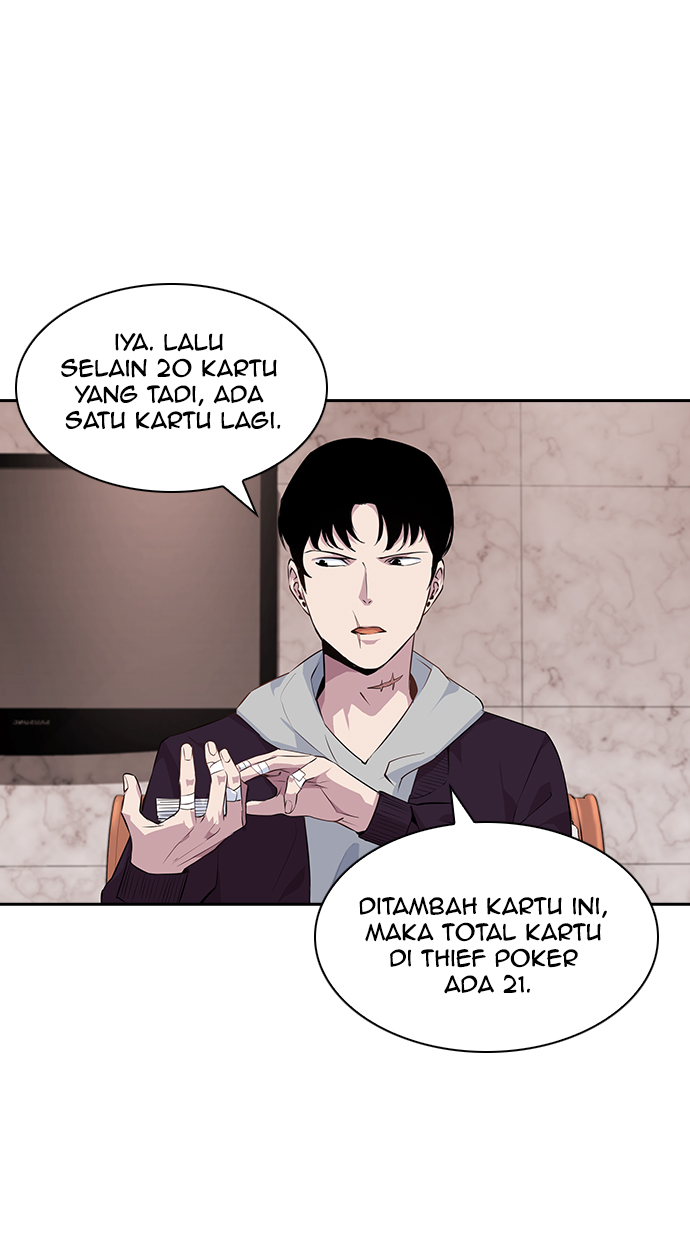 IYA. LALU
SELAIN 20 KARTU
YANG TADI, ADA
SATU KARTU LAGI.
DITAMBAH KARTU INI,
MAKA TOTAL KARTU
DI THIEF POKER
ADA 21.